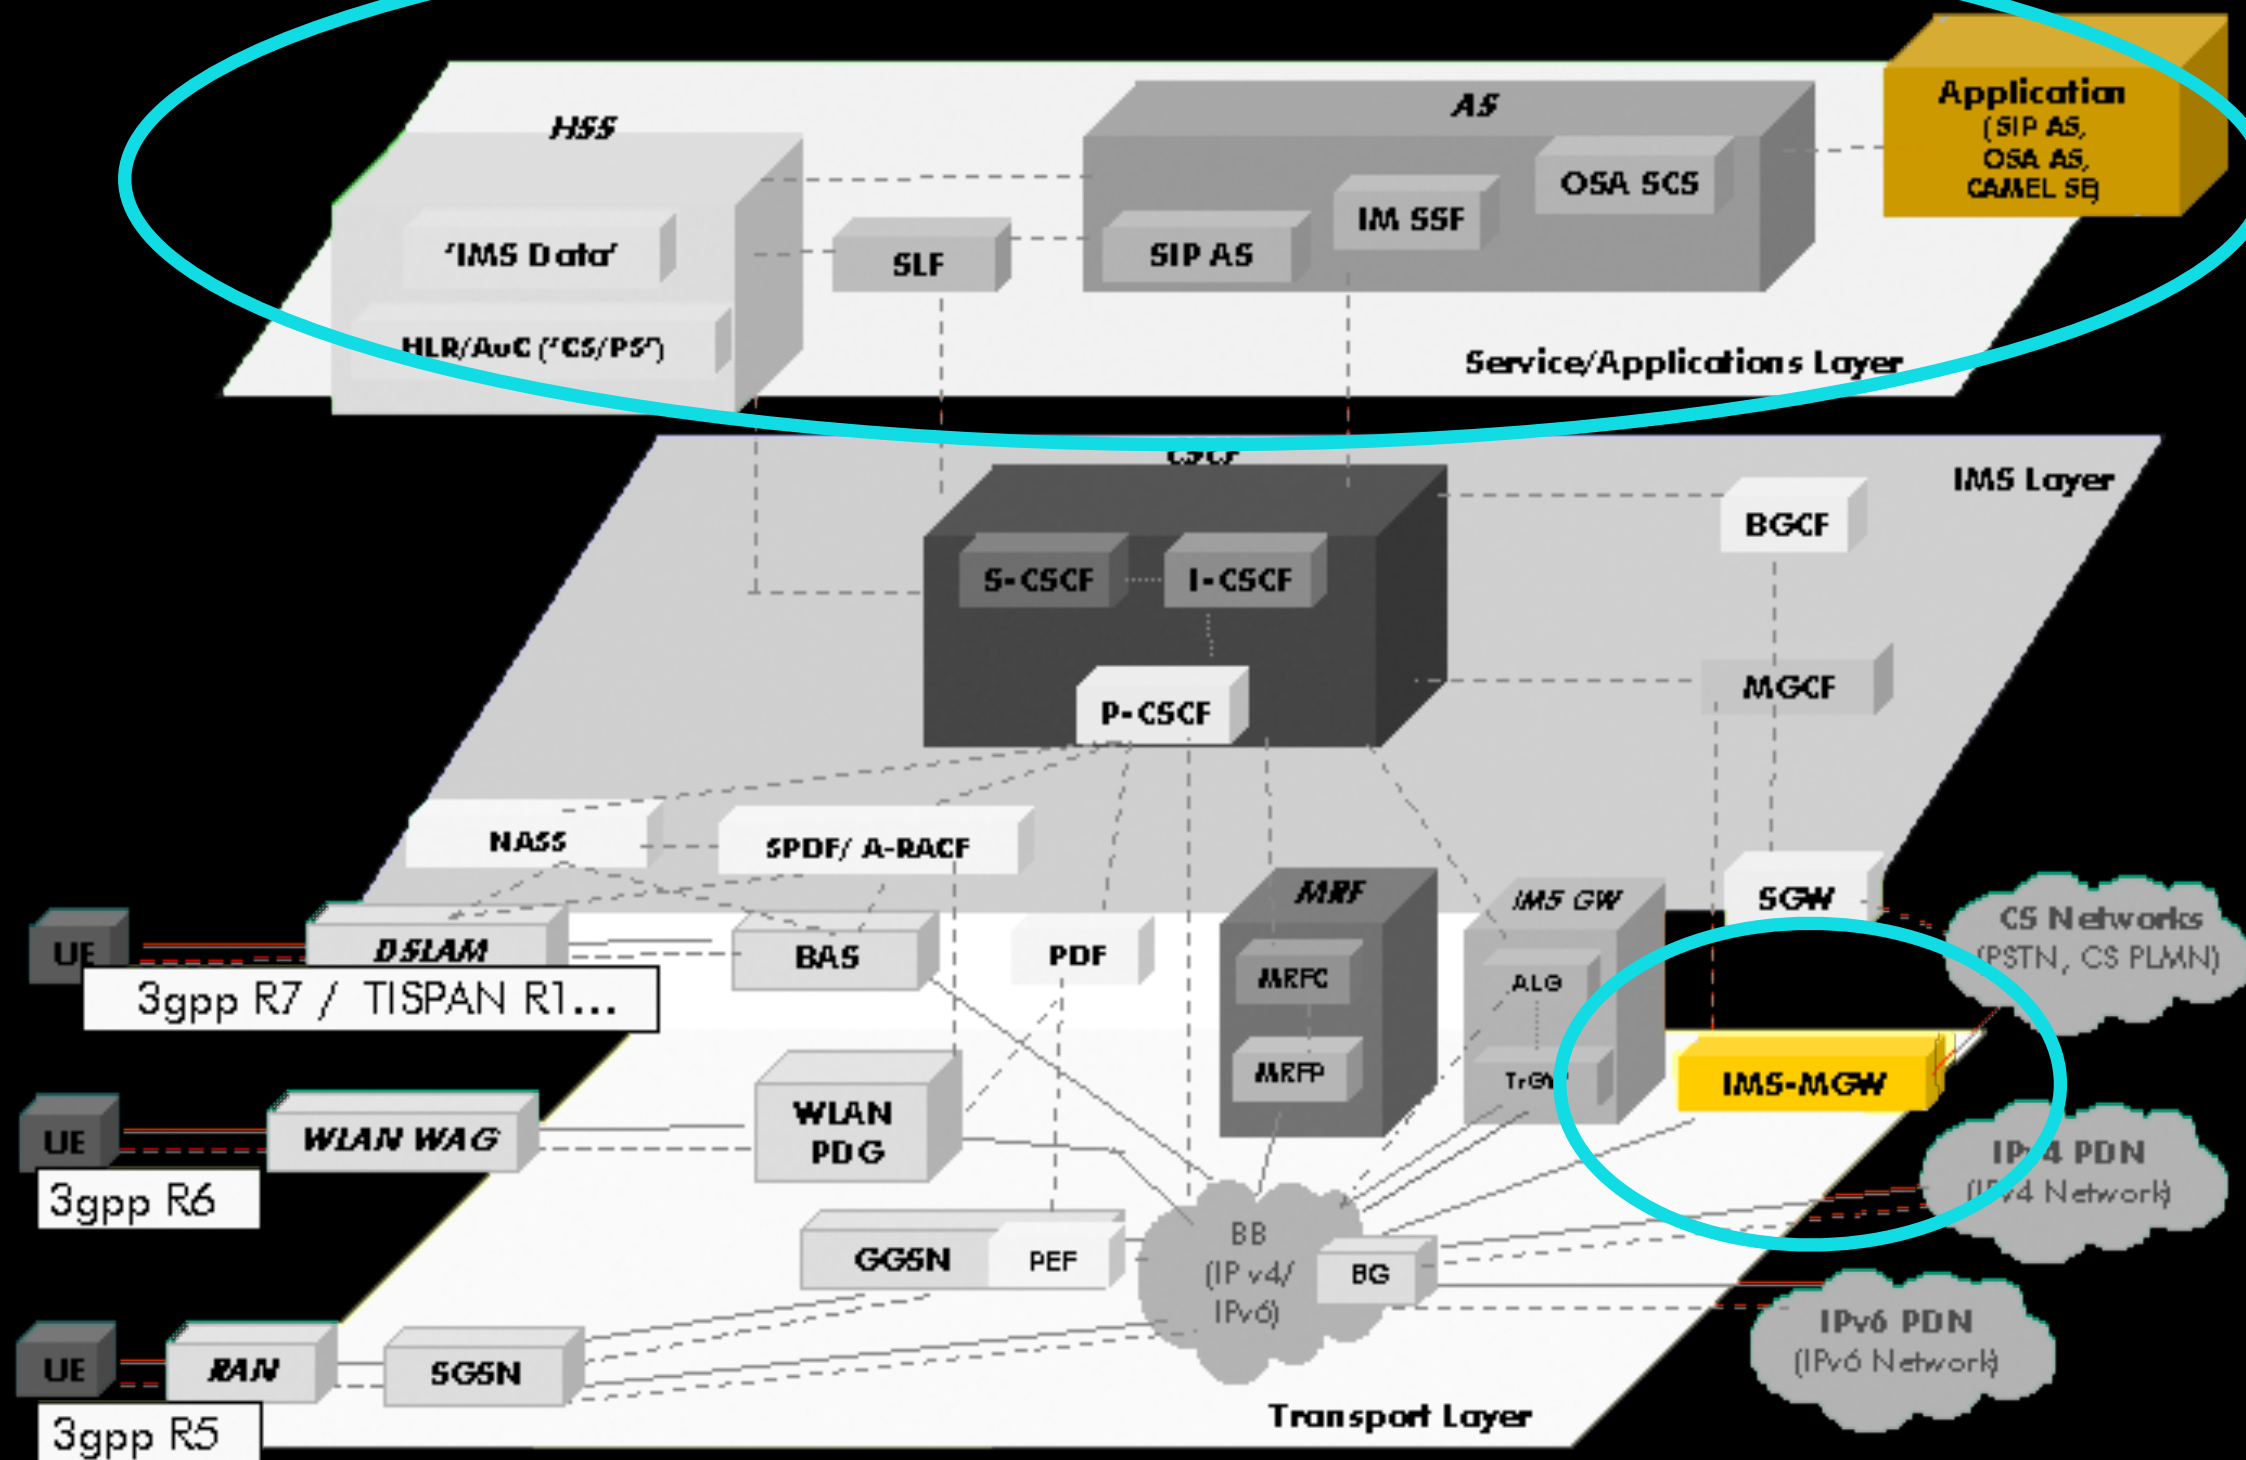 HSS
AS
Application
(SIP AS,
OSA AS,
CAMEL SE)
'IMS Data'
SLF
SIP AS
IM SSF
OSA SCS
HLR/AuC ('CS/PS')
Service/Applications Layer
CSCF
IMS Layer
BGCF
S-CSCF
I-CSCF
MGCF
P-CSCF
NASS
SPDF/ A-RACF
SGW
CS Networks
(PSTN, CS PLMN)
UE
DSLAM
BAS
PDF
MRF
MRFC
MRFP
IMS GW
ALG
TrGW
3gpp R7 / TISPAN R1...
IMS-MGW
UE
WLAN WAG
WLAN
PDG
IPv4 PDN
(IPv4 Network)
3gpp R6
GGSN
PEF
BB
(IP v4/
IPv6)
BG
IPv6 PDN
(IPv6 Network)
UE
RAN
SGSN
3gpp R5
Transport Layer